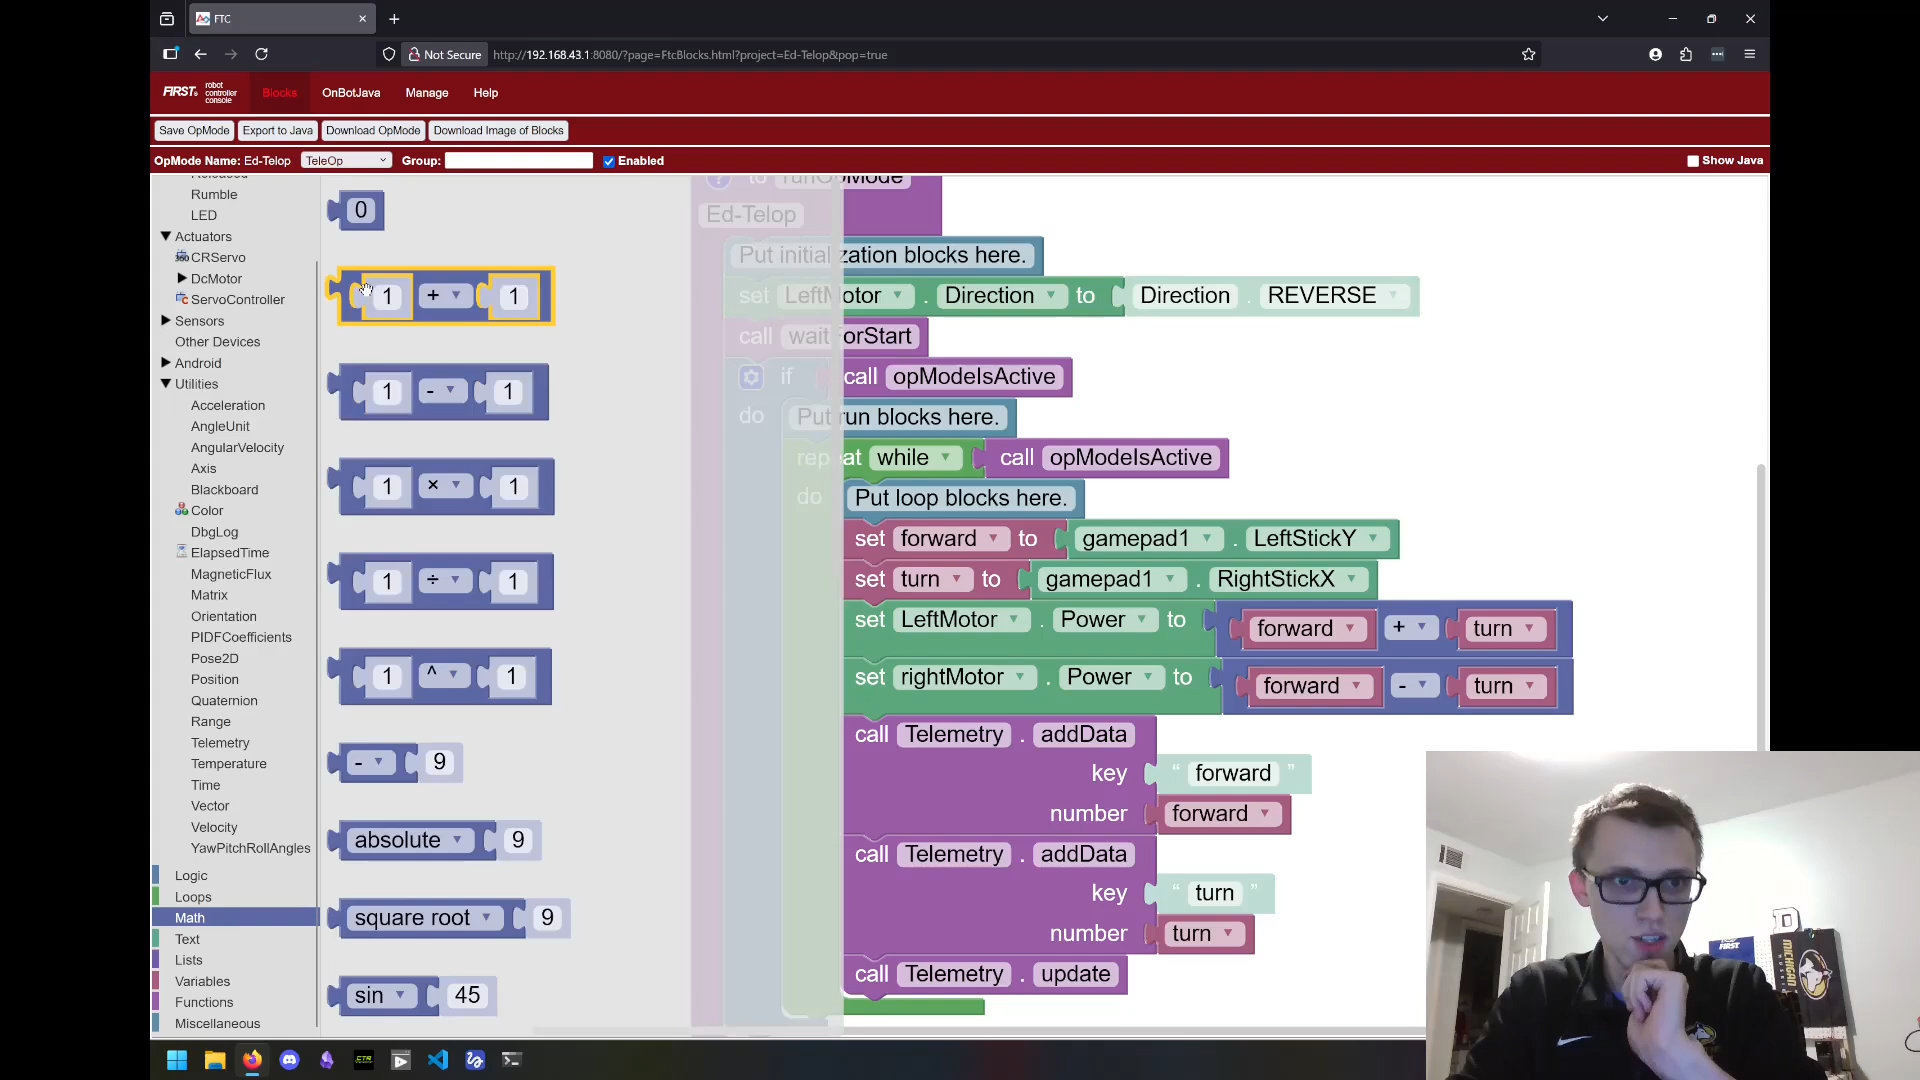 FTC
Not Secure
http://192.168.43.1:8080/?page=FtcBlocks.html?project=Ed-Telop&pop=true
FIRST. robot controller console
Blocks
OnBotJava
Manage
Help
Save OpMode
Export to Java
Download OpMode
Download Image of Blocks
OpMode Name: Ed-Telop
TeleOp
Group:
Enabled
Show Java
Released
Rumble
LED
Actuators
CRServo
DcMotor
ServoController
Sensors
Other Devices
Android
Utilities
Acceleration
AngleUnit
AngularVelocity
Axis
Blackboard
Color
DbgLog
ElapsedTime
MagneticFlux
Matrix
Orientation
PIDFCoefficients
Pose2D
Position
Quaternion
Range
Telemetry
Temperature
Time
Vector
Velocity
YawPitchRollAngles
Logic
Loops
Math
Text
Lists
Variables
Functions
Miscellaneous
0
1 + 1
1 - 1
1 × 1
1 ÷ 1
1 ^ 1
- 9
absolute 9
square root 9
sin 45
to runOpMode
Ed-Telop
Put initialization blocks here.
set LeftMotor . Direction to Direction . REVERSE
call waitForStart
if call opModeIsActive
do Put run blocks here.
repeat while call opModeIsActive
do Put loop blocks here.
set forward to gamepad1 . LeftStickY
set turn to gamepad1 . RightStickX
set LeftMotor . Power to forward + turn
set rightMotor . Power to forward - turn
call Telemetry . addData
key “ forward ”
number forward
call Telemetry . addData
key “ turn ”
number turn
call Telemetry . update
CTR
FIRST
MICHIGAN